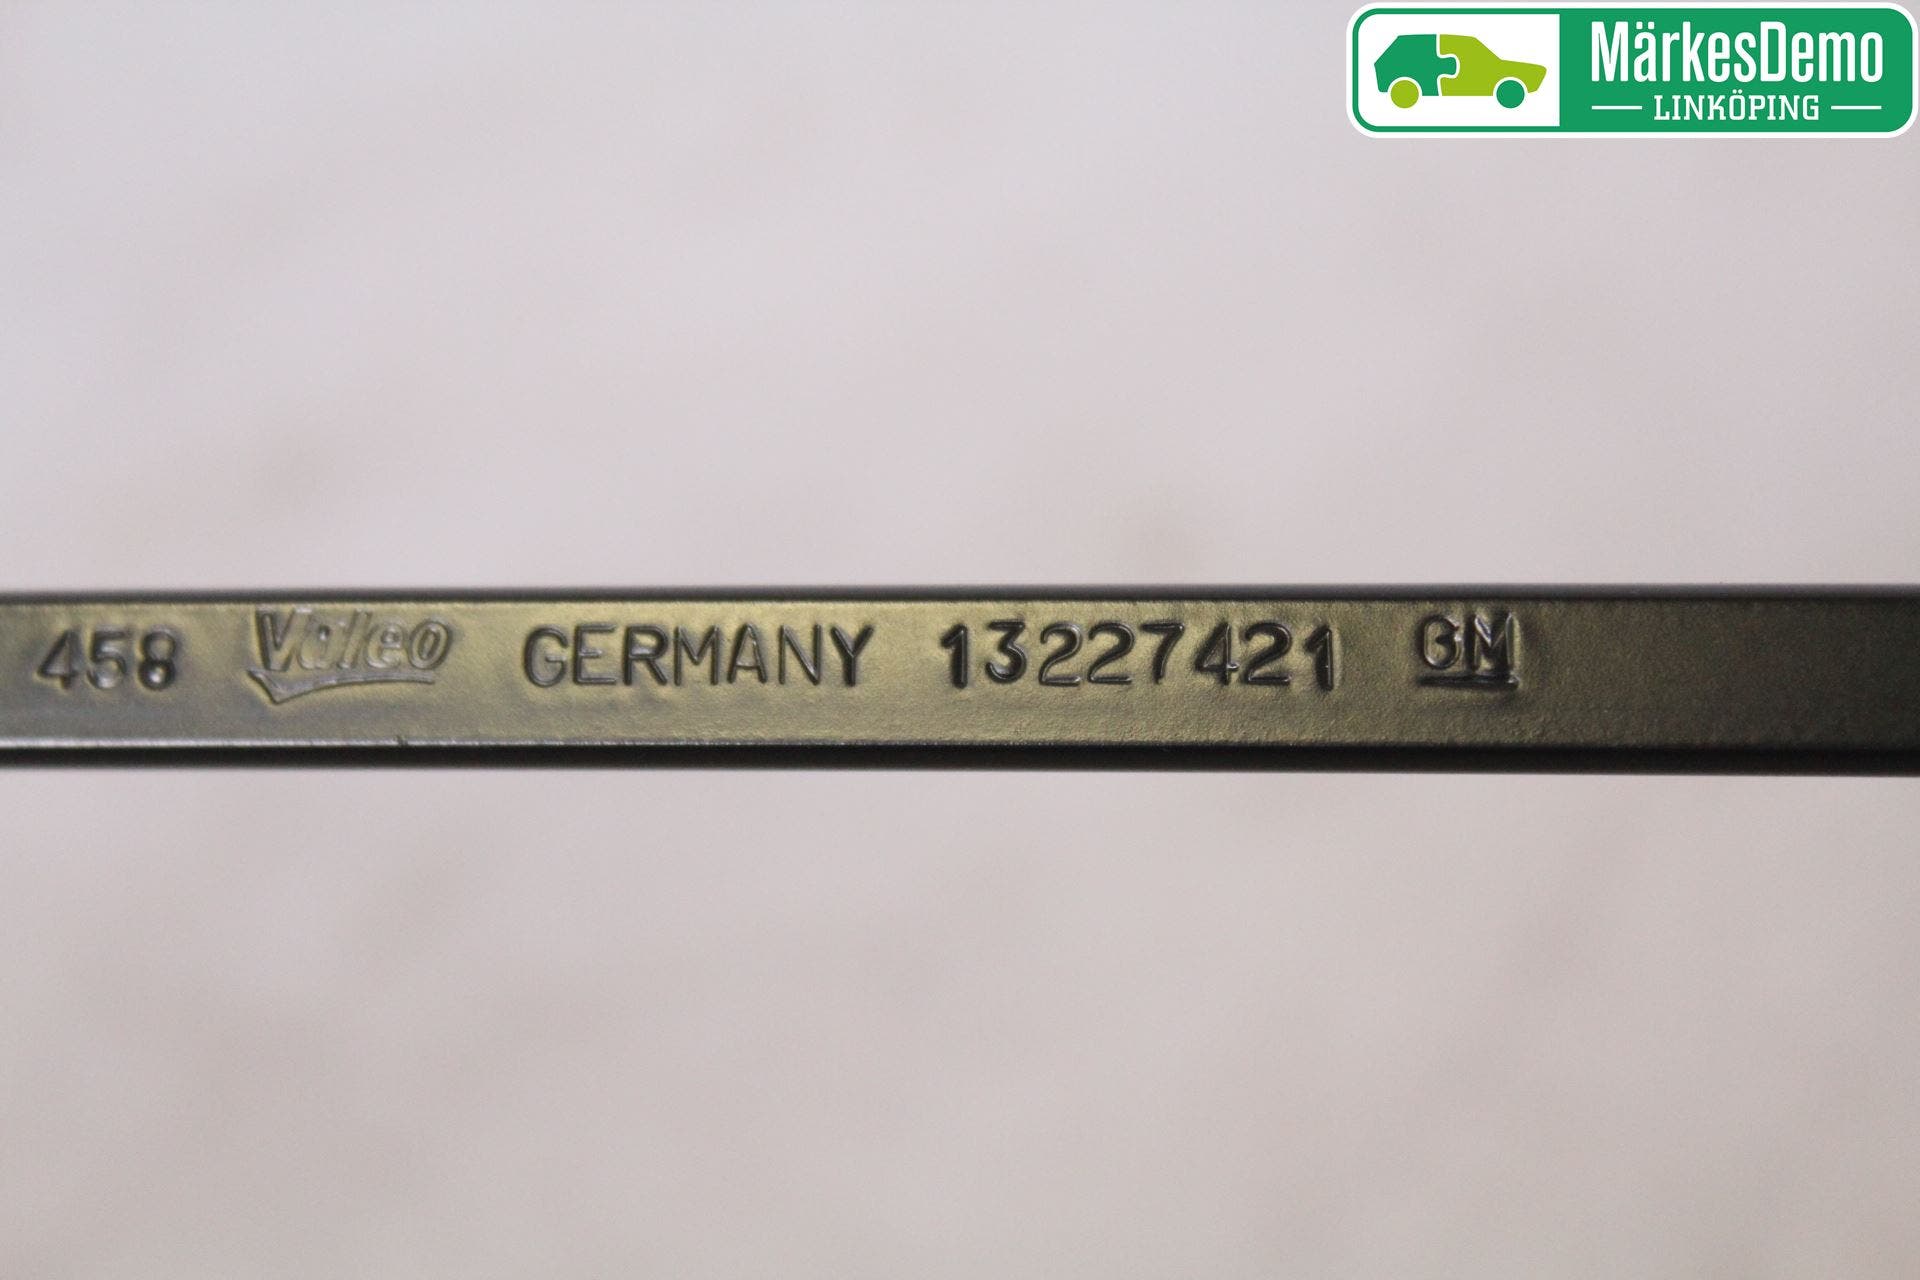 MärkesDemo
LINKÖPING
458 Valeo GERMANY 13227421 GM